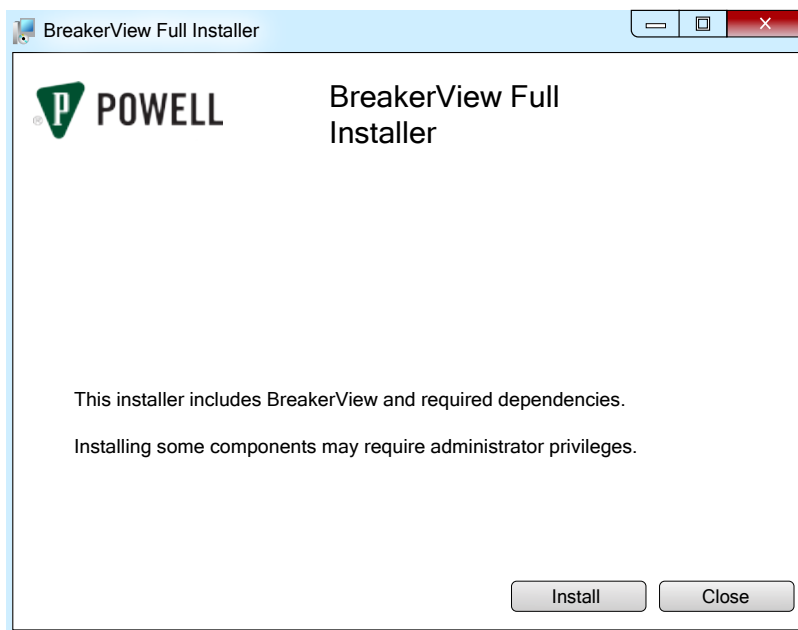 BreakerView Full Installer
® P POWELL
BreakerView Full
Installer
This installer includes BreakerView and required dependencies.
Installing some components may require administrator privileges.
Install
Close